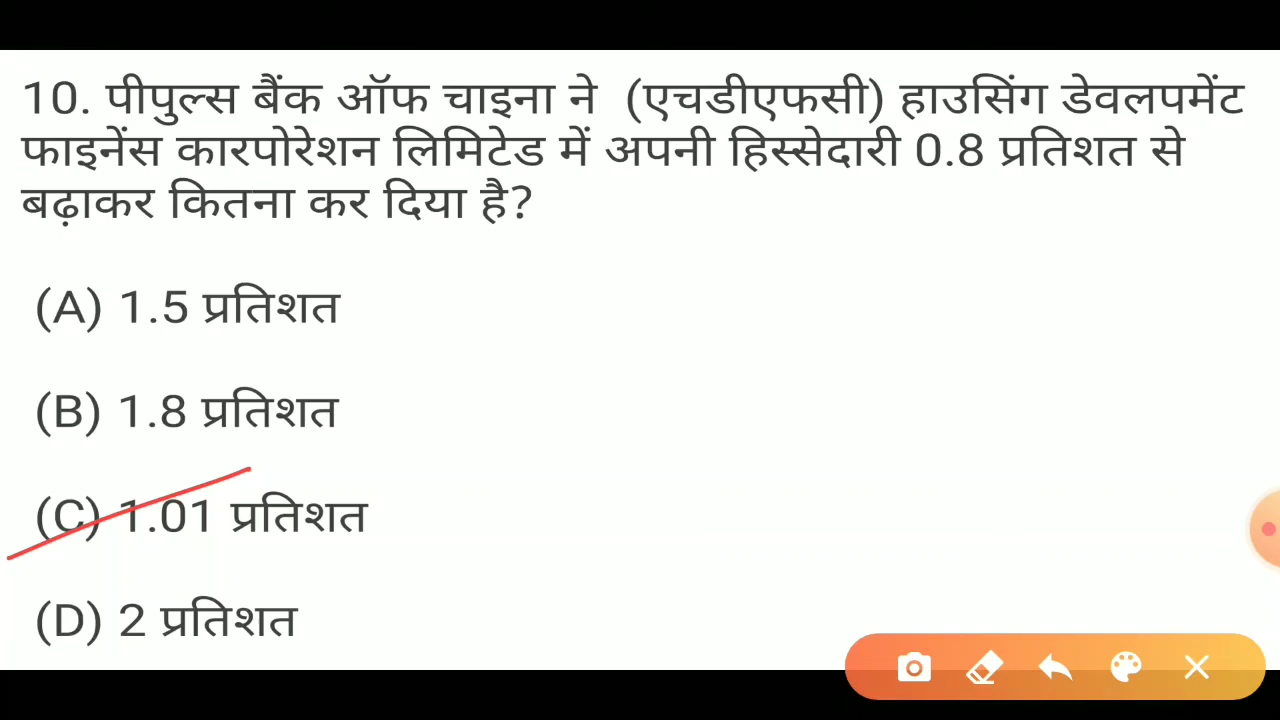 10. पीपुल्स बैंक ऑफ चाइना ने (एचडीएफसी) हाउसिंग डेवलपमेंट
फाइनेंस कारपोरेशन लिमिटेड में अपनी हिस्सेदारी 0.8 प्रतिशत से
बढ़ाकर कितना कर दिया है?
(A) 1.5 प्रतिशत
(B) 1.8 प्रतिशत
(C) 1.01 प्रतिशत
(D) 2 प्रतिशत